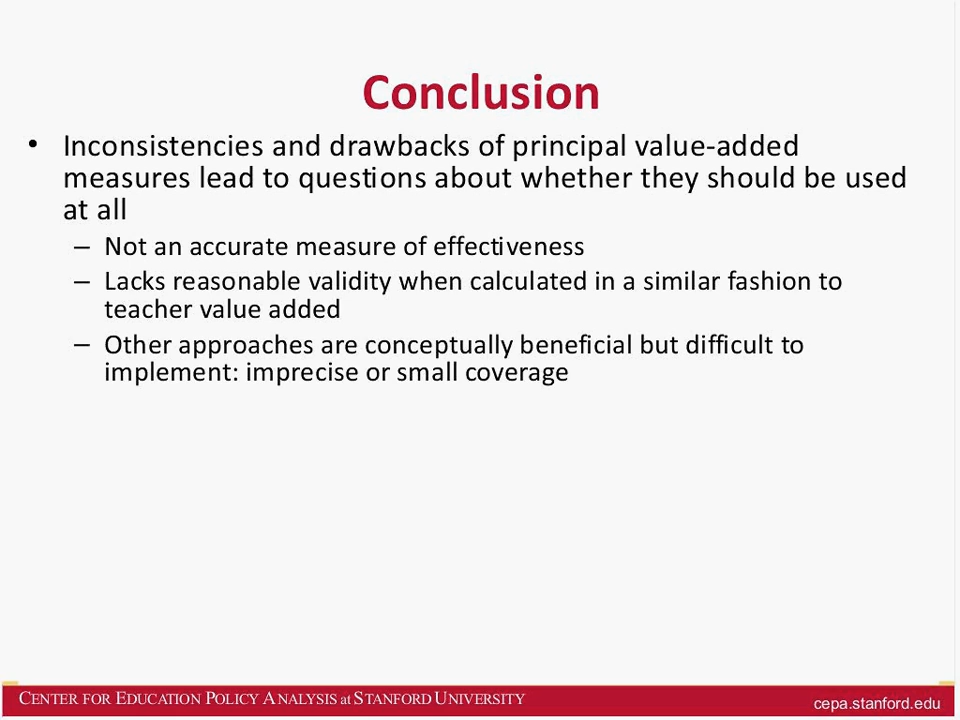 Conclusion
• Inconsistencies and drawbacks of principal value-added
measures lead to questions about whether they should be used
at all
– Not an accurate measure of effectiveness
– Lacks reasonable validity when calculated in a similar fashion to
teacher value added
– Other approaches are conceptually beneficial but difficult to
implement: imprecise or small coverage
CENTER FOR EDUCATION POLICY ANALYSIS at STANFORD UNIVERSITY
cepa.stanford.edu